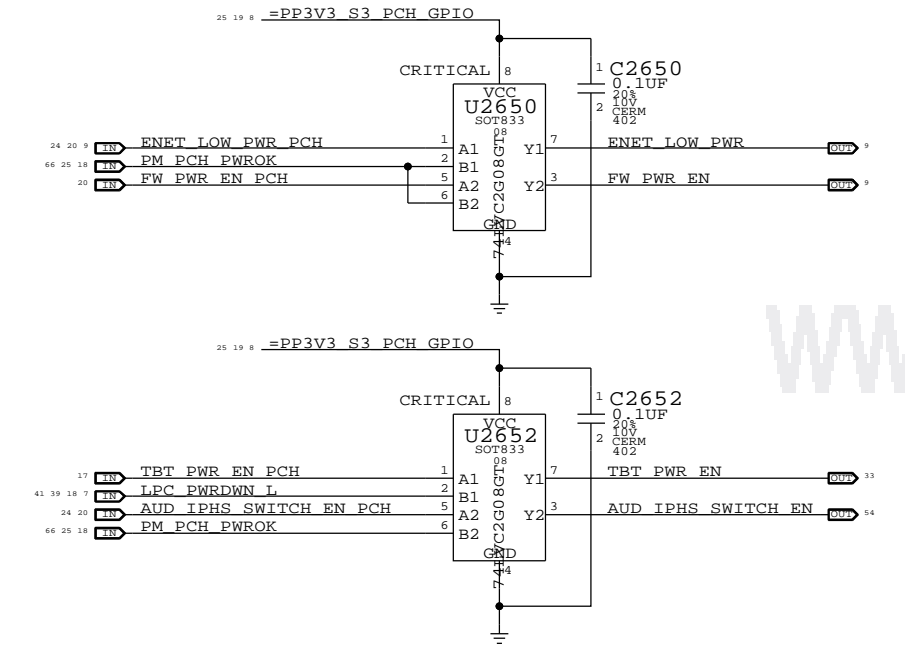 25 19 8 =PP3V3_S3_PCH_GPIO
CRITICAL 8
1 C2650
0.1UF
20%
10V
2 CERM
402
VCC
U2650
SOT833
08
74LVC2G08GT
24 20 9 IN ENET_LOW_PWR_PCH 1 A1 Y1 7 ENET_LOW_PWR OUT 9
66 25 18 IN PM_PCH_PWROK 2 B1
20 IN FW_PWR_EN_PCH 5 A2 Y2 3 FW_PWR_EN OUT 9
6 B2
GND
4
25 19 8 =PP3V3_S3_PCH_GPIO
CRITICAL 8
1 C2652
0.1UF
20%
10V
2 CERM
402
VCC
U2652
SOT833
08
74LVC2G08GT
17 IN TBT_PWR_EN_PCH 1 A1 Y1 7 TBT_PWR_EN OUT 33
41 39 18 7 IN LPC_PWRDWN_L 2 B1
24 20 IN AUD_IPHS_SWITCH_EN_PCH 5 A2 Y2 3 AUD_IPHS_SWITCH_EN OUT 54
66 25 18 IN PM_PCH_PWROK 6 B2
GND
4